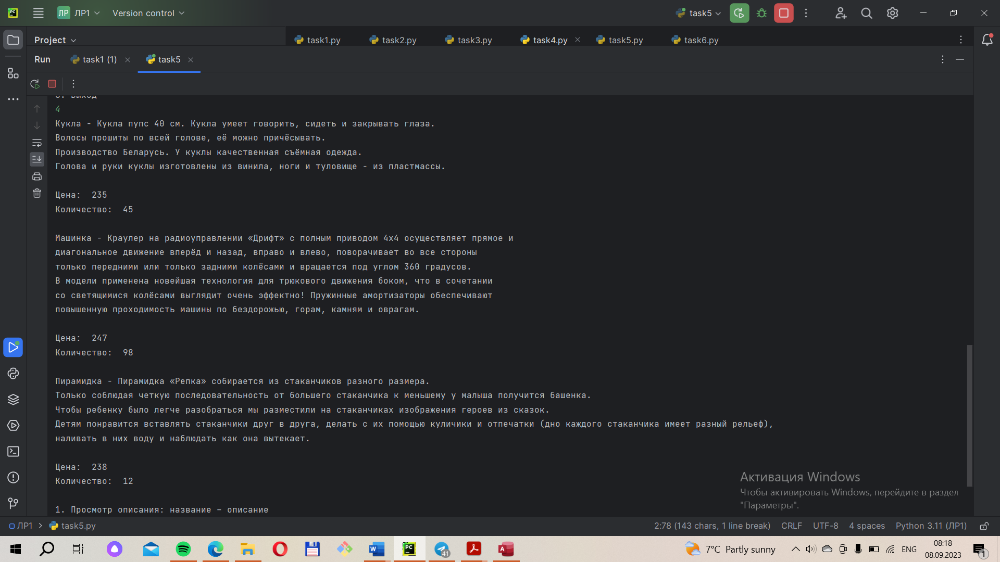 ЛР ЛР1 Version control task5
Project task1.py task2.py task3.py task4.py task5.py task6.py
Run task1 (1) task5
4
Кукла - Кукла пупс 40 см. Кукла умеет говорить, сидеть и закрывать глаза.
Волосы прошиты по всей голове, её можно причёсывать.
Производство Беларусь. У куклы качественная съёмная одежда.
Голова и руки куклы изготовлены из винила, ноги и туловище - из пластмассы.
Цена:  235
Количество:  45
Машинка - Краулер на радиоуправлении «Дрифт» с полным приводом 4х4 осуществляет прямое и
диагональное движение вперёд и назад, вправо и влево, поворачивает во все стороны
только передними или только задними колёсами и вращается под углом 360 градусов.
В модели применена новейшая технология для трюкового движения боком, что в сочетании
со светящимися колёсами выглядит очень эффектно! Пружинные амортизаторы обеспечивают
повышенную проходимость машины по бездорожью, горам, камням и оврагам.
Цена:  247
Количество:  98
Пирамидка - Пирамидка «Репка» собирается из стаканчиков разного размера.
Только соблюдая четкую последовательность от большего стаканчика к меньшему у малыша получится башенка.
Чтобы ребенку было легче разобраться мы разместили на стаканчиках изображения героев из сказок.
Детям понравится вставлять стаканчики друг в друга, делать с их помощью куличики и отпечатки (дно каждого стаканчика имеет разный рельеф),
наливать в них воду и наблюдать как она вытекает.
Цена:  238
Количество:  12
1. Просмотр описания: название – описание
Активация Windows
Чтобы активировать Windows, перейдите в раздел
"Параметры".
ЛР1 task5.py 2:78 (143 chars, 1 line break) CRLF UTF-8 4 spaces Python 3.11 (ЛР1)
41 7°C Partly sunny ENG 08:18
08.09.2023 1